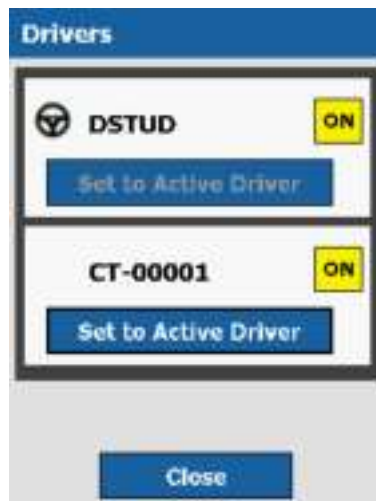 Drivers
DSTUD
ON
Set to Active Driver
CT-00001
ON
Set to Active Driver
Close